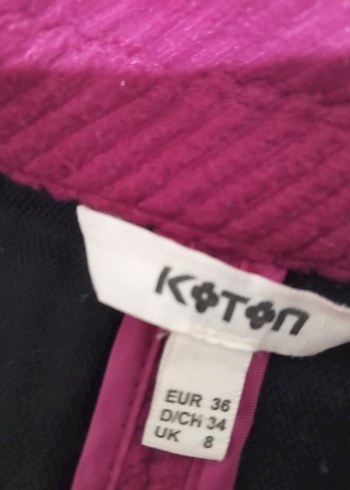 KOTON
EUR 36
D/CH 34
UK 8